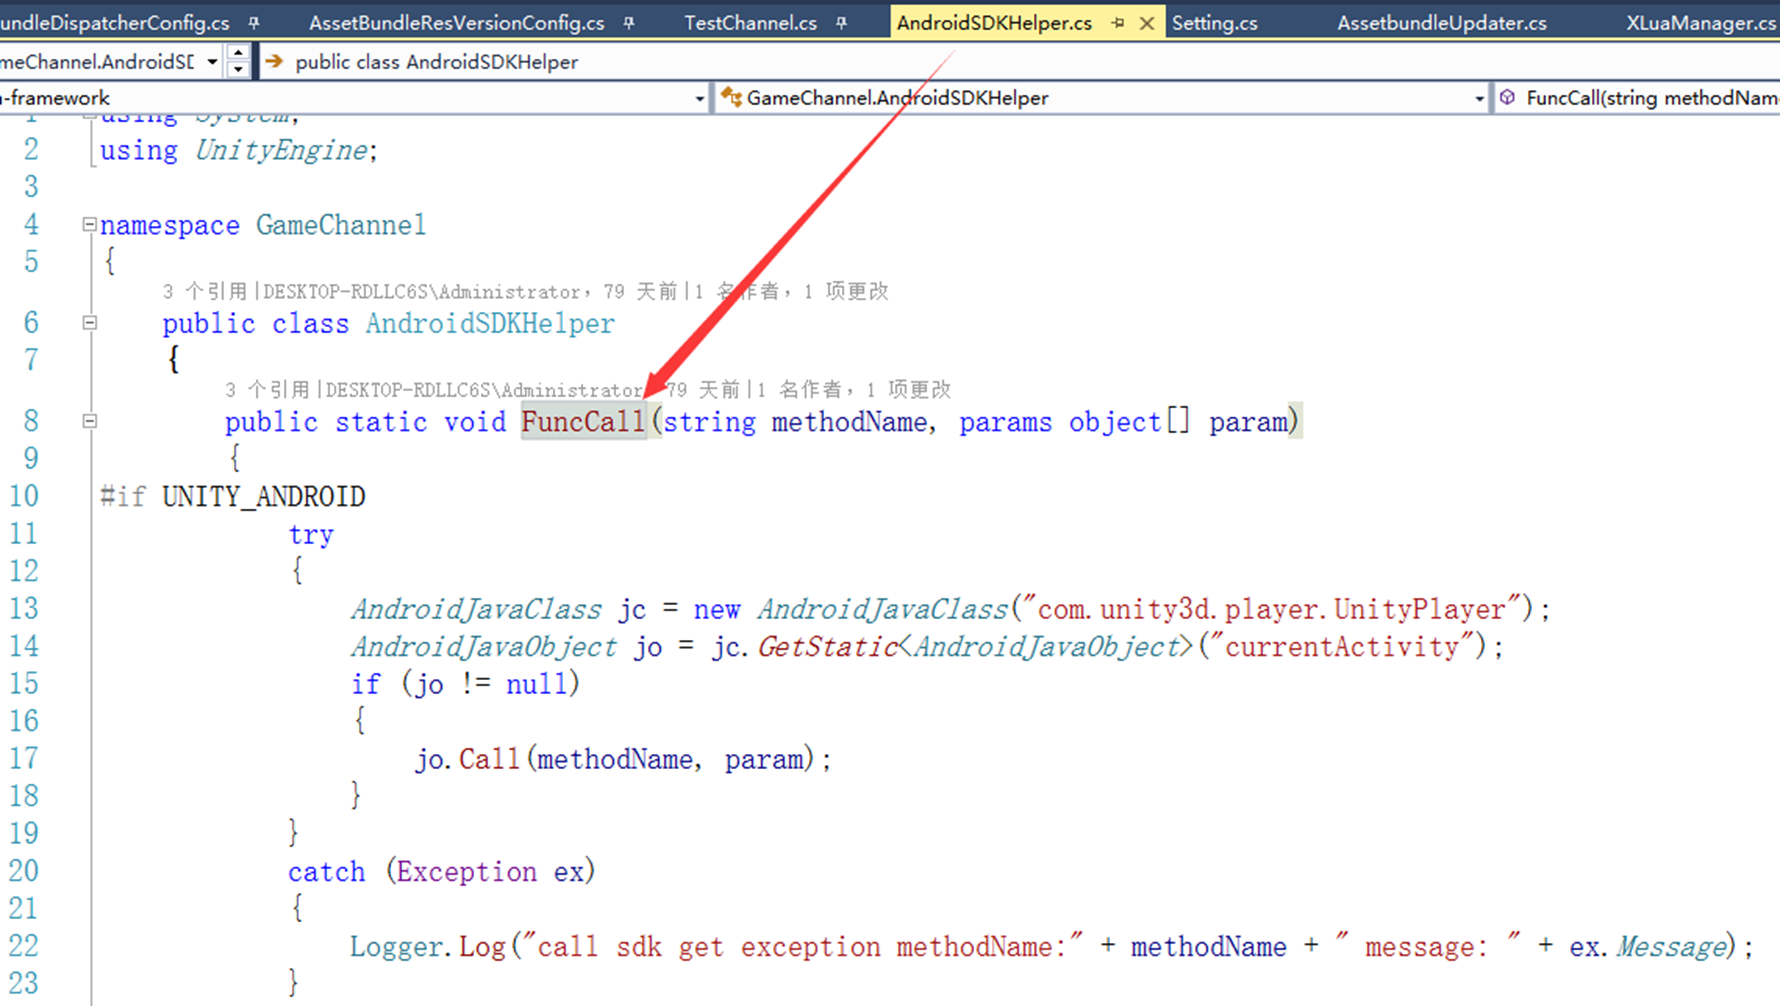 undleDispatcherConfig.cs AssetBundleResVersionConfig.cs TestChannel.cs AndroidSDKHelper.cs Setting.cs AssetbundleUpdater.cs XLuaManager.cs
meChannel.AndroidSD public class AndroidSDKHelper
-framework GameChannel.AndroidSDKHelper FuncCall(string methodNam
1 using System;
2 using UnityEngine;
3
4 namespace GameChannel
5 {
3 个引用|DESKTOP-RDLLC6S\Administrator, 79 天前|1 名作者, 1 项更改
6 public class AndroidSDKHelper
7 {
3 个引用|DESKTOP-RDLLC6S\Administrator, 79 天前|1 名作者, 1 项更改
8 public static void FuncCall(string methodName, params object[] param)
9 {
10 #if UNITY_ANDROID
11 try
12 {
13 AndroidJavaClass jc = new AndroidJavaClass("com.unity3d.player.UnityPlayer");
14 AndroidJavaObject jo = jc.GetStatic<AndroidJavaObject>("currentActivity");
15 if (jo != null)
16 {
17 jo.Call(methodName, param);
18 }
19 }
20 catch (Exception ex)
21 {
22 Logger.Log("call sdk get exception methodName:" + methodName + " message: " + ex.Message);
23 }